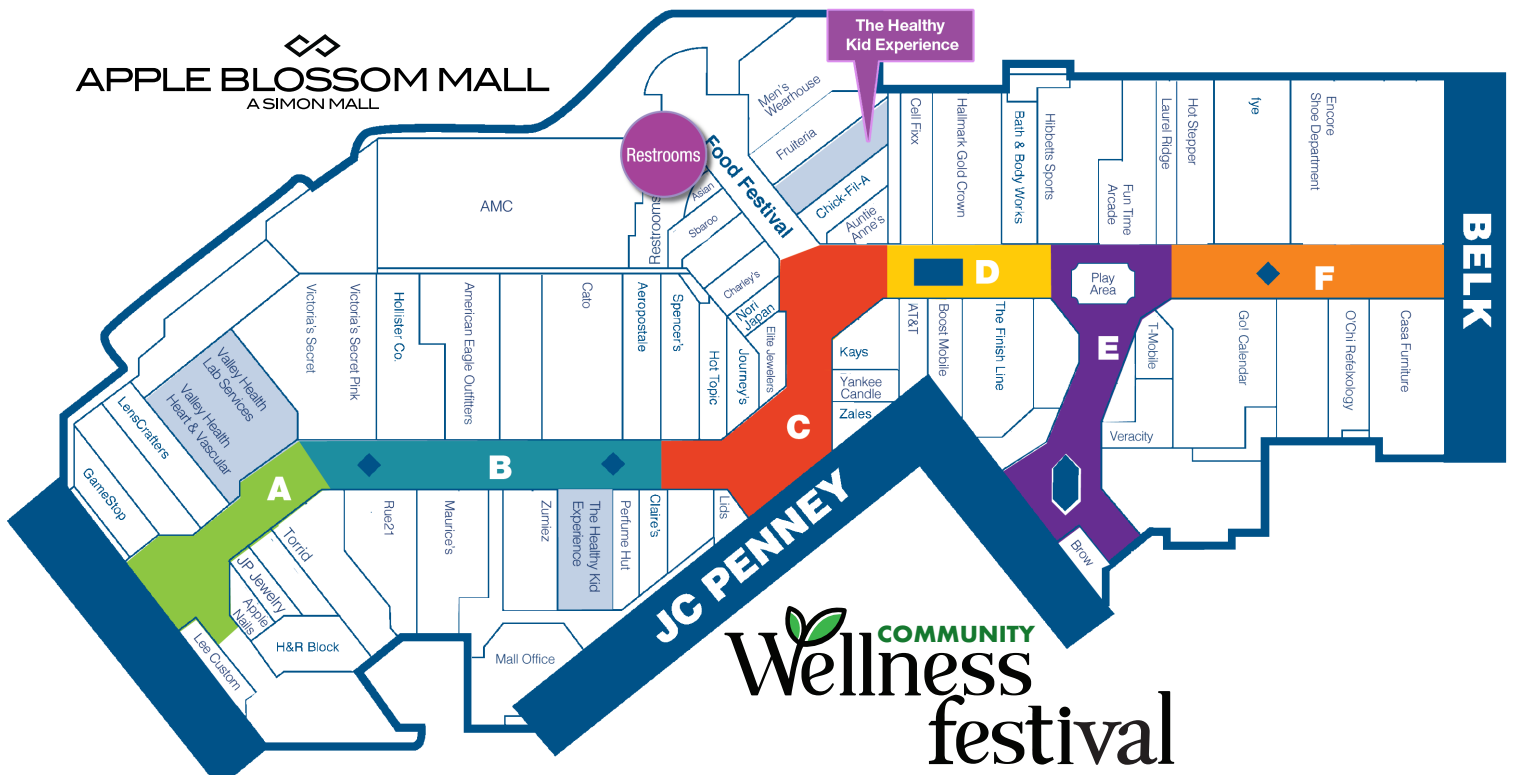 APPLE BLOSSOM MALL
A SIMON MALL
The Healthy
Kid Experience
Restrooms
Food Festival
Men's
Wearhouse
Fruiteria
Chick-Fil-A
Auntie
Anne's
Cell Fixx
Hallmark Gold Crown
Bath & Body Works
Hibbetts Sports
Fun Time
Arcade
Laurel Ridge
Hot Stepper
fye
Encore
Shoe Department
BELK
AMC
Restrooms
Asian
Sbaroo
Charley's
Nori
Japan
Elite Jewelers
Victoria's Secret
Victoria's Secret Pink
Hollister Co.
American Eagle Outfitters
Cato
Aeropostale
Spencer's
Hot Topic
Journey's
D
Play
Area
F
E
C
B
A
AT&T
Boost Mobile
The Finish Line
Kays
Yankee
Candle
Zales
T-Mobile
Veracity
Go! Calendar
O'Chi Refelxology
Casa Furniture
Valley Health
Lab Services
Valley Health
Heart & Vascular
LensCrafters
GameStop
Rue21
Maurice's
Zumiez
The Healthy Kid
Experience
Perfume Hut
Claire's
Lids
Torrid
JP Jewelry
Apple
Nails
H&R Block
Lee Custom
Mall Office
JC PENNEY
Brow
COMMUNITY
Wellness
festival